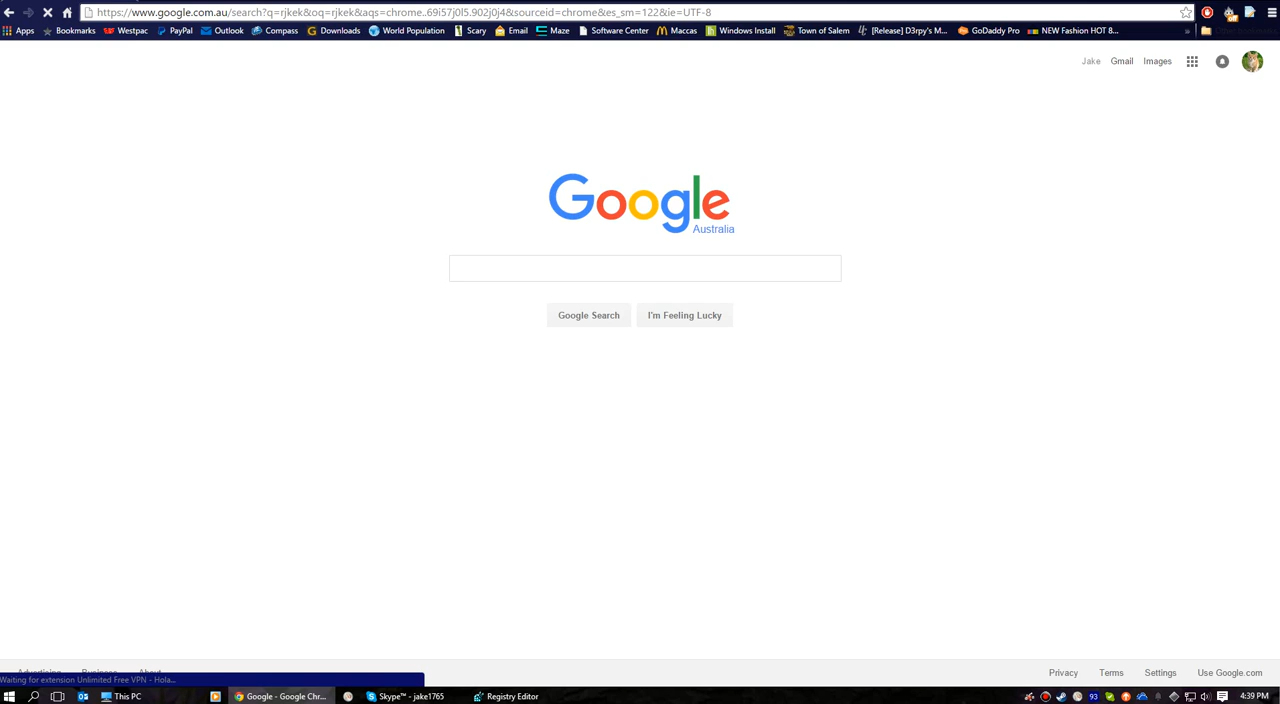 https://www.google.com.au/search?q=rjkek&oq=rjkek&aqs=chrome..69i57j0l5.902j0j4&sourceid=chrome&es_sm=122&ie=UTF-8
Apps Bookmarks Westpac PayPal Outlook Compass Downloads World Population Scary Email Maze Software Center Maccas Windows Install Town of Salem [Release] D3rpy's M... GoDaddy Pro NEW Fashion HOT 8... »
Jake Gmail Images
Google
Australia
Google Search I'm Feeling Lucky
Advertising Business About Privacy Terms Settings Use Google.com
Waiting for extension Unlimited Free VPN - Hola...
This PC Google - Google Chr... Skype™ - jake1765 Registry Editor 93 4:39 PM